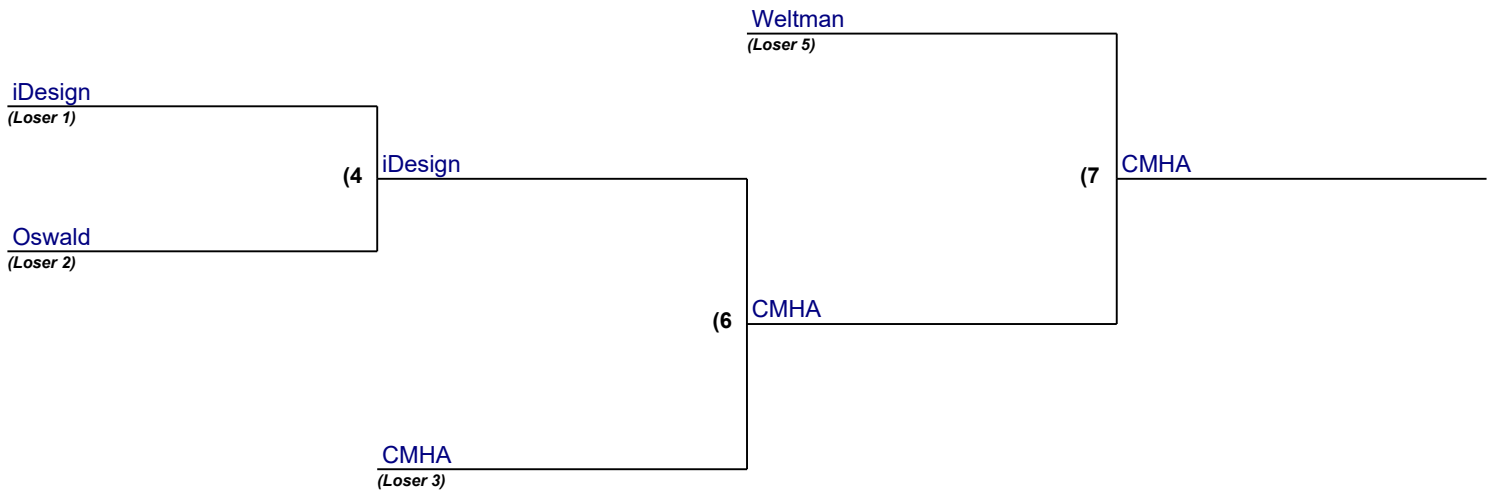 Weltman
(Loser 5)
iDesign
(Loser 1)
iDesign
(4
CMHA
(7
Oswald
(Loser 2)
CMHA
(6
CMHA
(Loser 3)